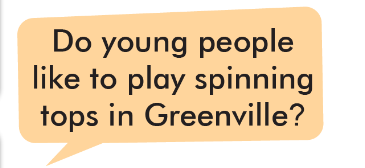 Do young people
like to play spinning
tops in Greenville?